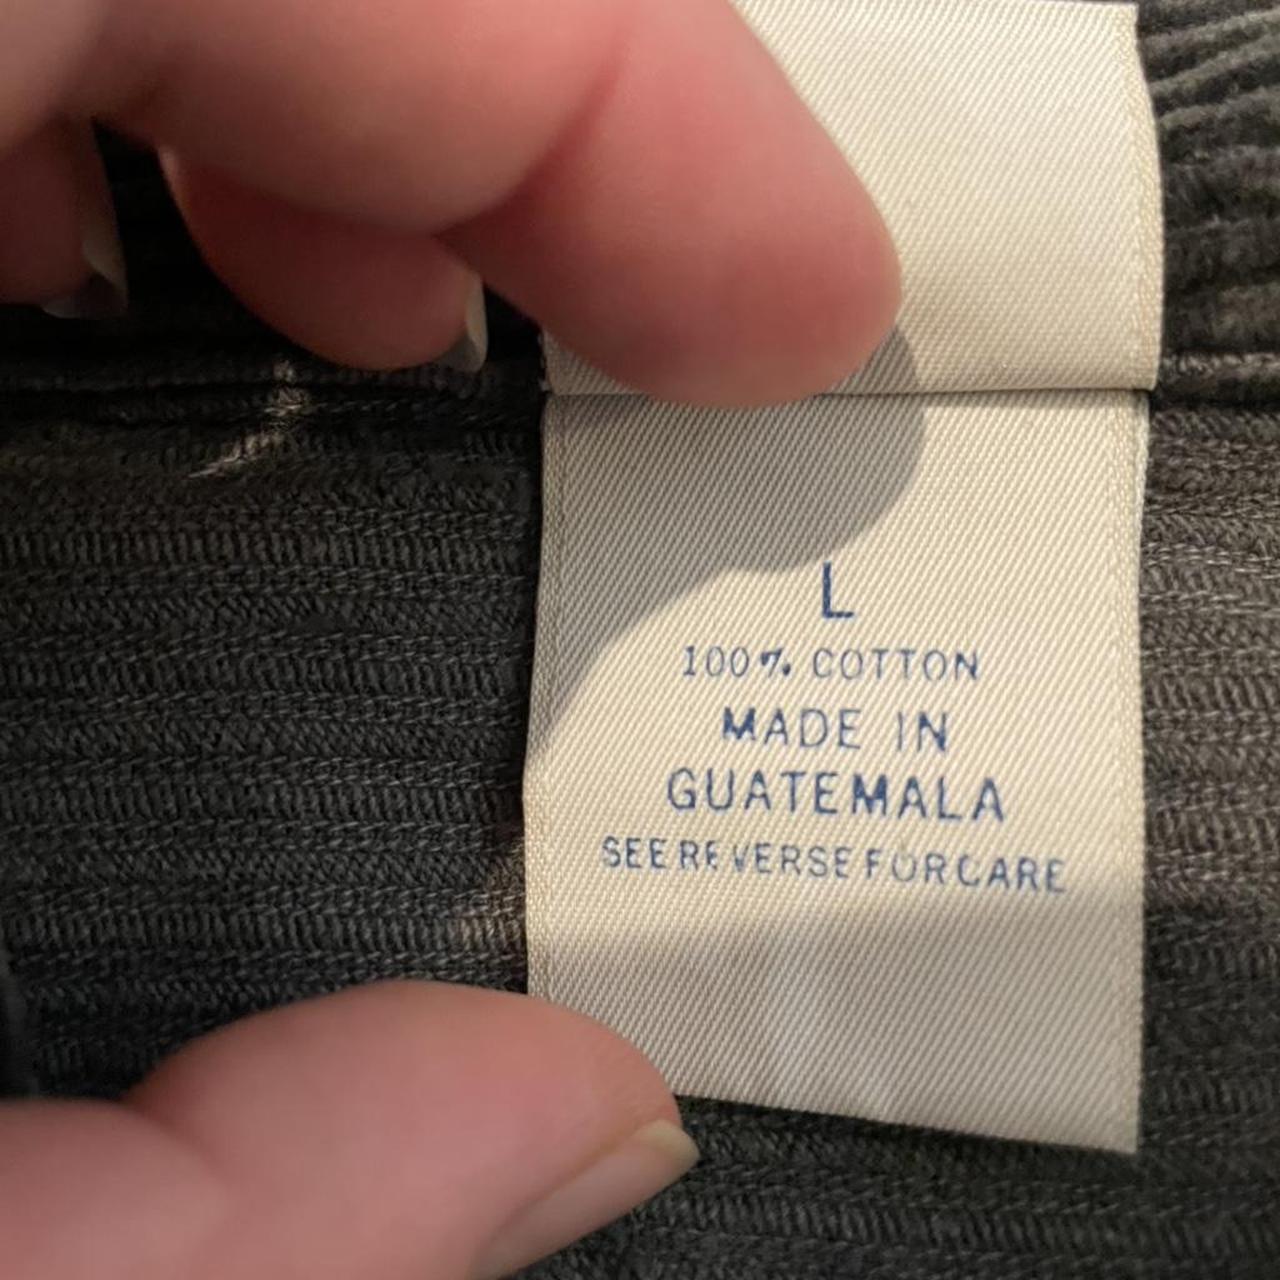 L
100% COTTON
MADE IN
GUATEMALA
SEE REVERSE FOR CARE